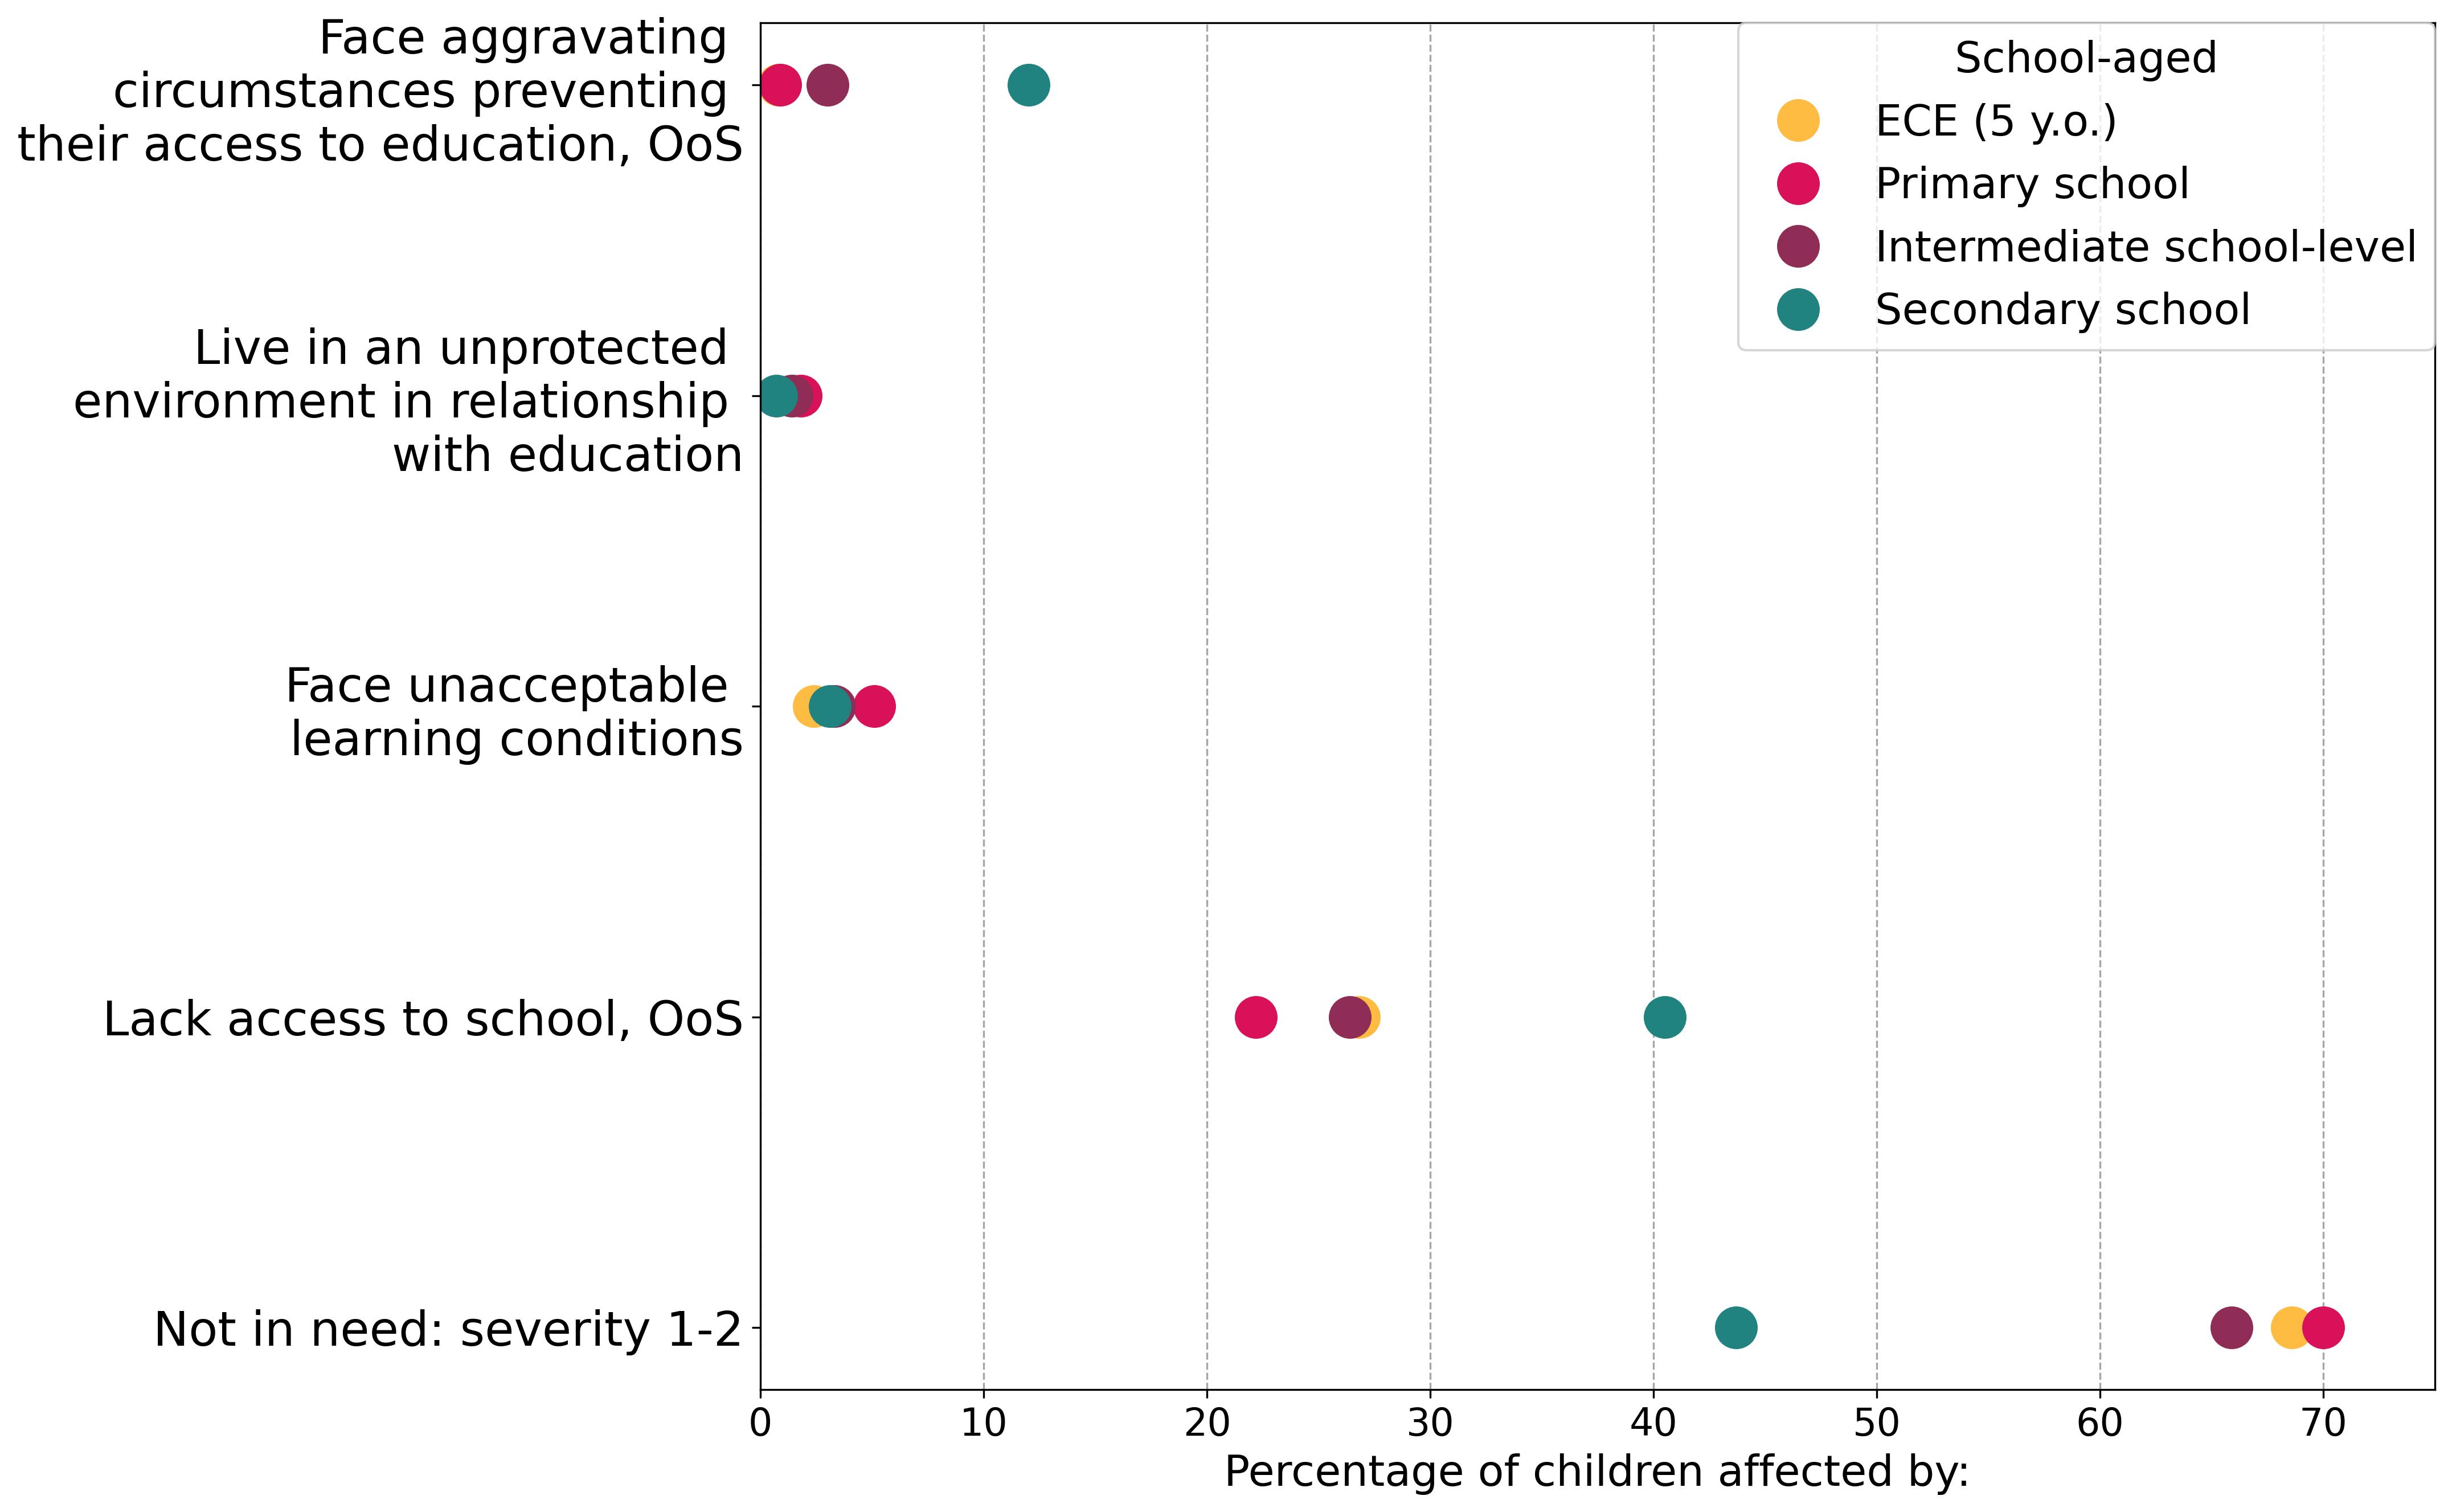 Face aggravating
circumstances preventing
their access to education, OoS
Live in an unprotected
environment in relationship
with education
Face unacceptable
learning conditions
Lack access to school, OoS
Not in need: severity 1-2
School-aged
ECE (5 y.o.)
Primary school
Intermediate school-level
Secondary school
0 10 20 30 40 50 60 70
Percentage of children affected by: